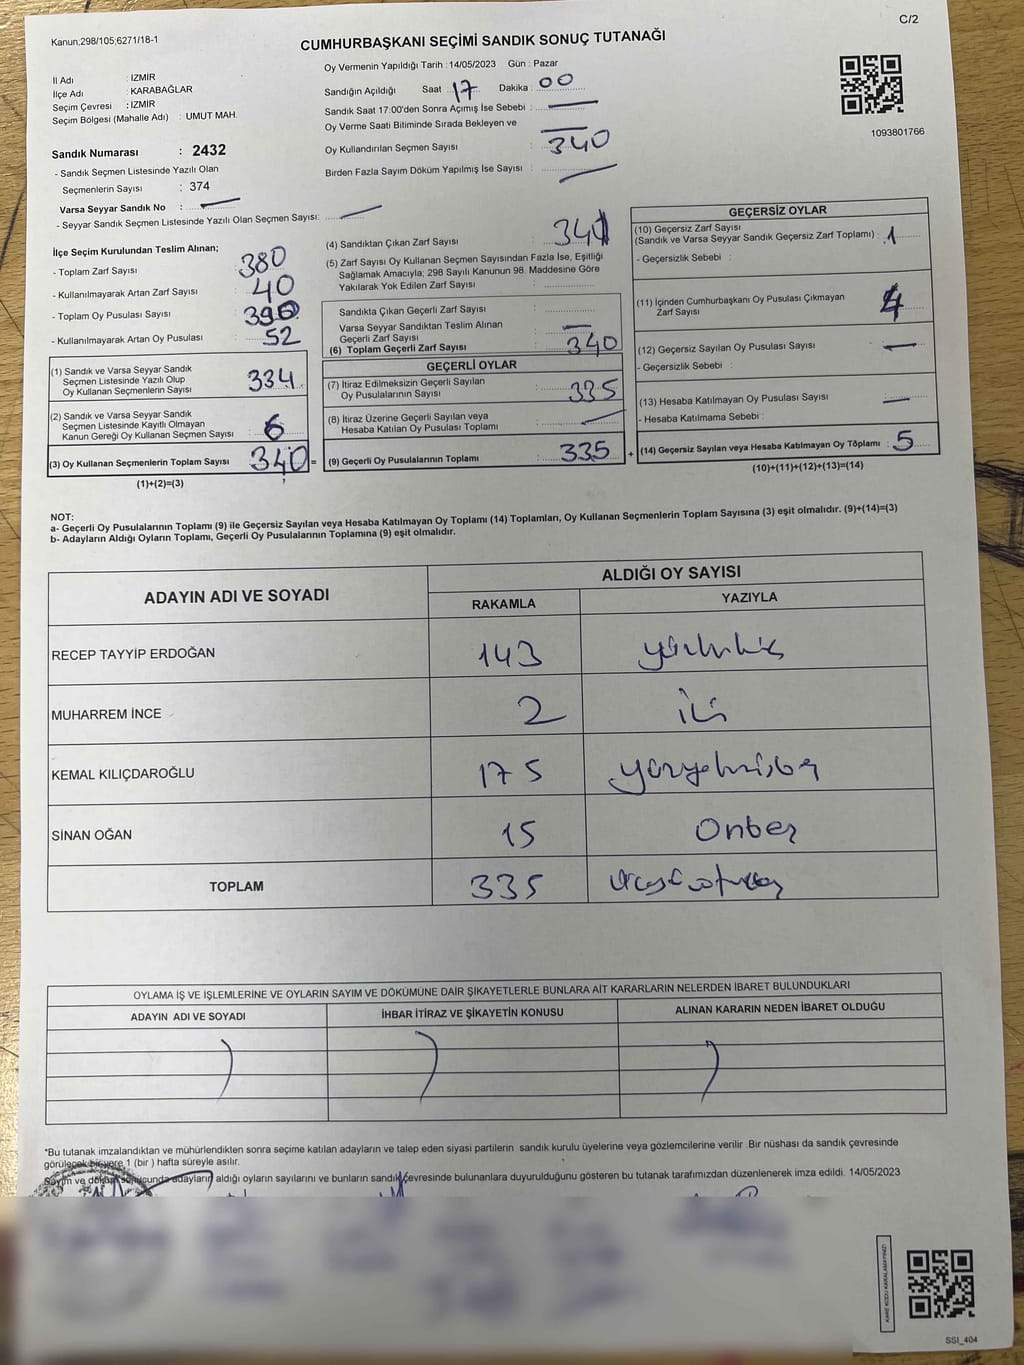 C/2
Kanun;298/105;6271/18-1
CUMHURBAŞKANI SEÇİMİ SANDIK SONUÇ TUTANAĞI
İl Adı : İZMİR
İlçe Adı : KARABAĞLAR
Seçim Çevresi : İZMİR
Seçim Bölgesi (Mahalle Adı) : UMUT MAH.
Oy Vermenin Yapıldığı Tarih : 14/05/2023 Gün : Pazar
Sandığın Açıldığı Saat : 17 Dakika : 00
Sandık Saat 17:00'den Sonra Açımış İse Sebebi : —
Oy Verme Saati Bitiminde Sırada Bekleyen ve
Oy Kullandırılan Seçmen Sayısı : 340
Birden Fazla Sayım Döküm Yapılmış İse Sayısı : —
1093801766
Sandık Numarası : 2432
- Sandık Seçmen Listesinde Yazılı Olan
Seçmenlerin Sayısı : 374
Varsa Seyyar Sandık No : —
- Seyyar Sandık Seçmen Listesinde Yazılı Olan Seçmen Sayısı: —
İlçe Seçim Kurulundan Teslim Alınan;
- Toplam Zarf Sayısı : 380
- Kullanılmayarak Artan Zarf Sayısı : 40
- Toplam Oy Pusulası Sayısı :
- Kullanılmayarak Artan Oy Pusulası : 52
(1) Sandık ve Varsa Seyyar Sandık
Seçmen Listesinde Yazılı Olup
Oy Kullanan Seçmenlerin Sayısı : 334
(2) Sandık ve Varsa Seyyar Sandık
Seçmen Listesinde Kayıtlı Olmayan
Kanun Gereği Oy Kullanan Seçmen Sayısı : 6
(3) Oy Kullanan Seçmenlerin Toplam Sayısı : 340 =
(1)+(2)=(3)
(4) Sandıktan Çıkan Zarf Sayısı :
(5) Zarf Sayısı Oy Kullanan Seçmen Sayısından Fazla İse, Eşitliği
Sağlamak Amacıyla; 298 Sayılı Kanunun 98. Maddesine Göre
Yakılarak Yok Edilen Zarf Sayısı :
Sandıkta Çıkan Geçerli Zarf Sayısı :
Varsa Seyyar Sandıktan Teslim Alınan
Geçerli Zarf Sayısı : —
(6) Toplam Geçerli Zarf Sayısı : 340
GEÇERLİ OYLAR
(7) İtiraz Edilmeksizin Geçerli Sayılan
Oy Pusulalarının Sayısı : 335
(8) İtiraz Üzerine Geçerli Sayılan veya
Hesaba Katılan Oy Pusulası Toplamı : —
(9) Geçerli Oy Pusulalarının Toplamı : 335 +
GEÇERSİZ OYLAR
(10) Geçersiz Zarf Sayısı
(Sandık ve Varsa Seyyar Sandık Geçersiz Zarf Toplamı) : 1
- Geçersizlik Sebebi :
(11) İçinden Cumhurbaşkanı Oy Pusulası Çıkmayan
Zarf Sayısı : 4
(12) Geçersiz Sayılan Oy Pusulası Sayısı : —
- Geçersizlik Sebebi :
(13) Hesaba Katılmayan Oy Pusulası Sayısı : —
- Hesaba Katılmama Sebebi :
(14) Geçersiz Sayılan veya Hesaba Katılmayan Oy Toplamı : 5
(10)+(11)+(12)+(13)=(14)
NOT:
a- Geçerli Oy Pusulalarının Toplamı (9) ile Geçersiz Sayılan veya Hesaba Katılmayan Oy Toplamı (14) Toplamları, Oy Kullanan Seçmenlerin Toplam Sayısına (3) eşit olmalıdır. (9)+(14)=(3)
b- Adayların Aldığı Oyların Toplamı, Geçerli Oy Pusulalarının Toplamına (9) eşit olmalıdır.
ADAYIN ADI VE SOYADI
ALDIĞI OY SAYISI
RAKAMLA YAZIYLA
RECEP TAYYİP ERDOĞAN 143
MUHARREM İNCE 2 iki
KEMAL KILIÇDAROĞLU 175
SİNAN OĞAN 15 Onbeş
TOPLAM 335
OYLAMA İŞ VE İŞLEMLERİNE VE OYLARIN SAYIM VE DÖKÜMÜNE DAİR ŞİKAYETLERLE BUNLARA AİT KARARLARIN NELERDEN İBARET BULUNDUKLARI
ADAYIN ADI VE SOYADI İHBAR İTİRAZ VE ŞİKAYETİN KONUSU ALINAN KARARIN NEDEN İBARET OLDUĞU
*Bu tutanak imzalandıktan ve mühürlendikten sonra seçime katılan adayların ve talep eden siyasi partilerin sandık kurulu üyelerine veya gözlemcilerine verilir .Bir nüshası da sandık çevresinde
görülecek bir yere 1 (bir ) hafta süreyle asılır.
Sayım ve döküm sonucunda adayların aldığı oyların sayılarını ve bunların sandık çevresinde bulunanlara duyurulduğunu gösteren bu tutanak tarafımızdan düzenlenerek imza edildi. 14/05/2023
KARE KODU KARALAMAYINIZ!
SSI_404